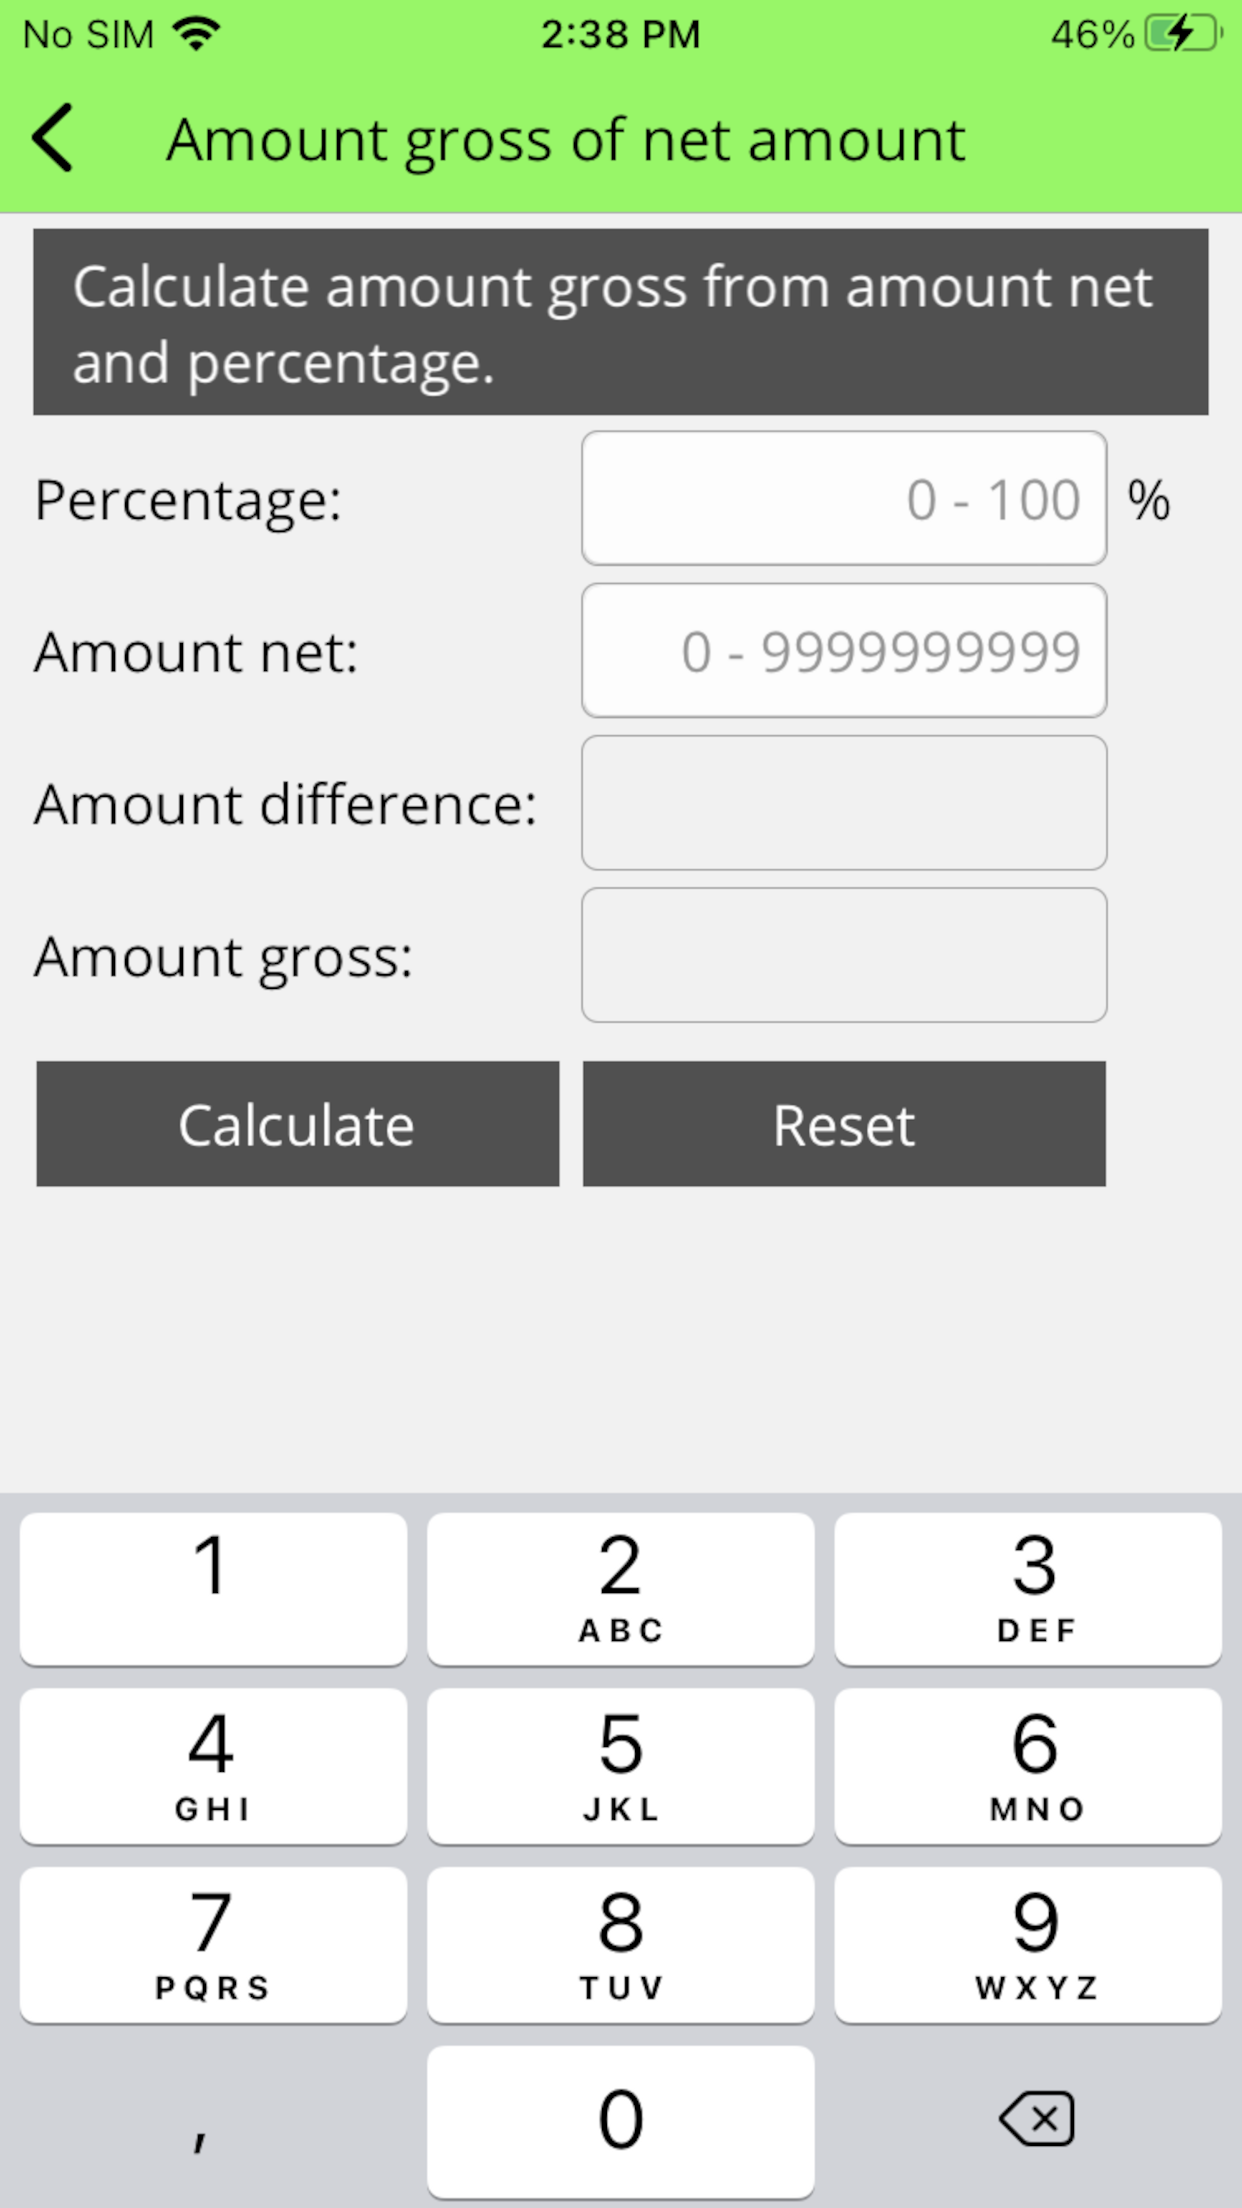 No SIM 2:38 PM 46%
Amount gross of net amount
Calculate amount gross from amount net
and percentage.
Percentage: 0 - 100 %
Amount net: 0 - 9999999999
Amount difference:
Amount gross:
Calculate Reset
1 2 3
ABC DEF
4 5 6
GHI JKL MNO
7 8 9
PQRS TUV WXYZ
, 0